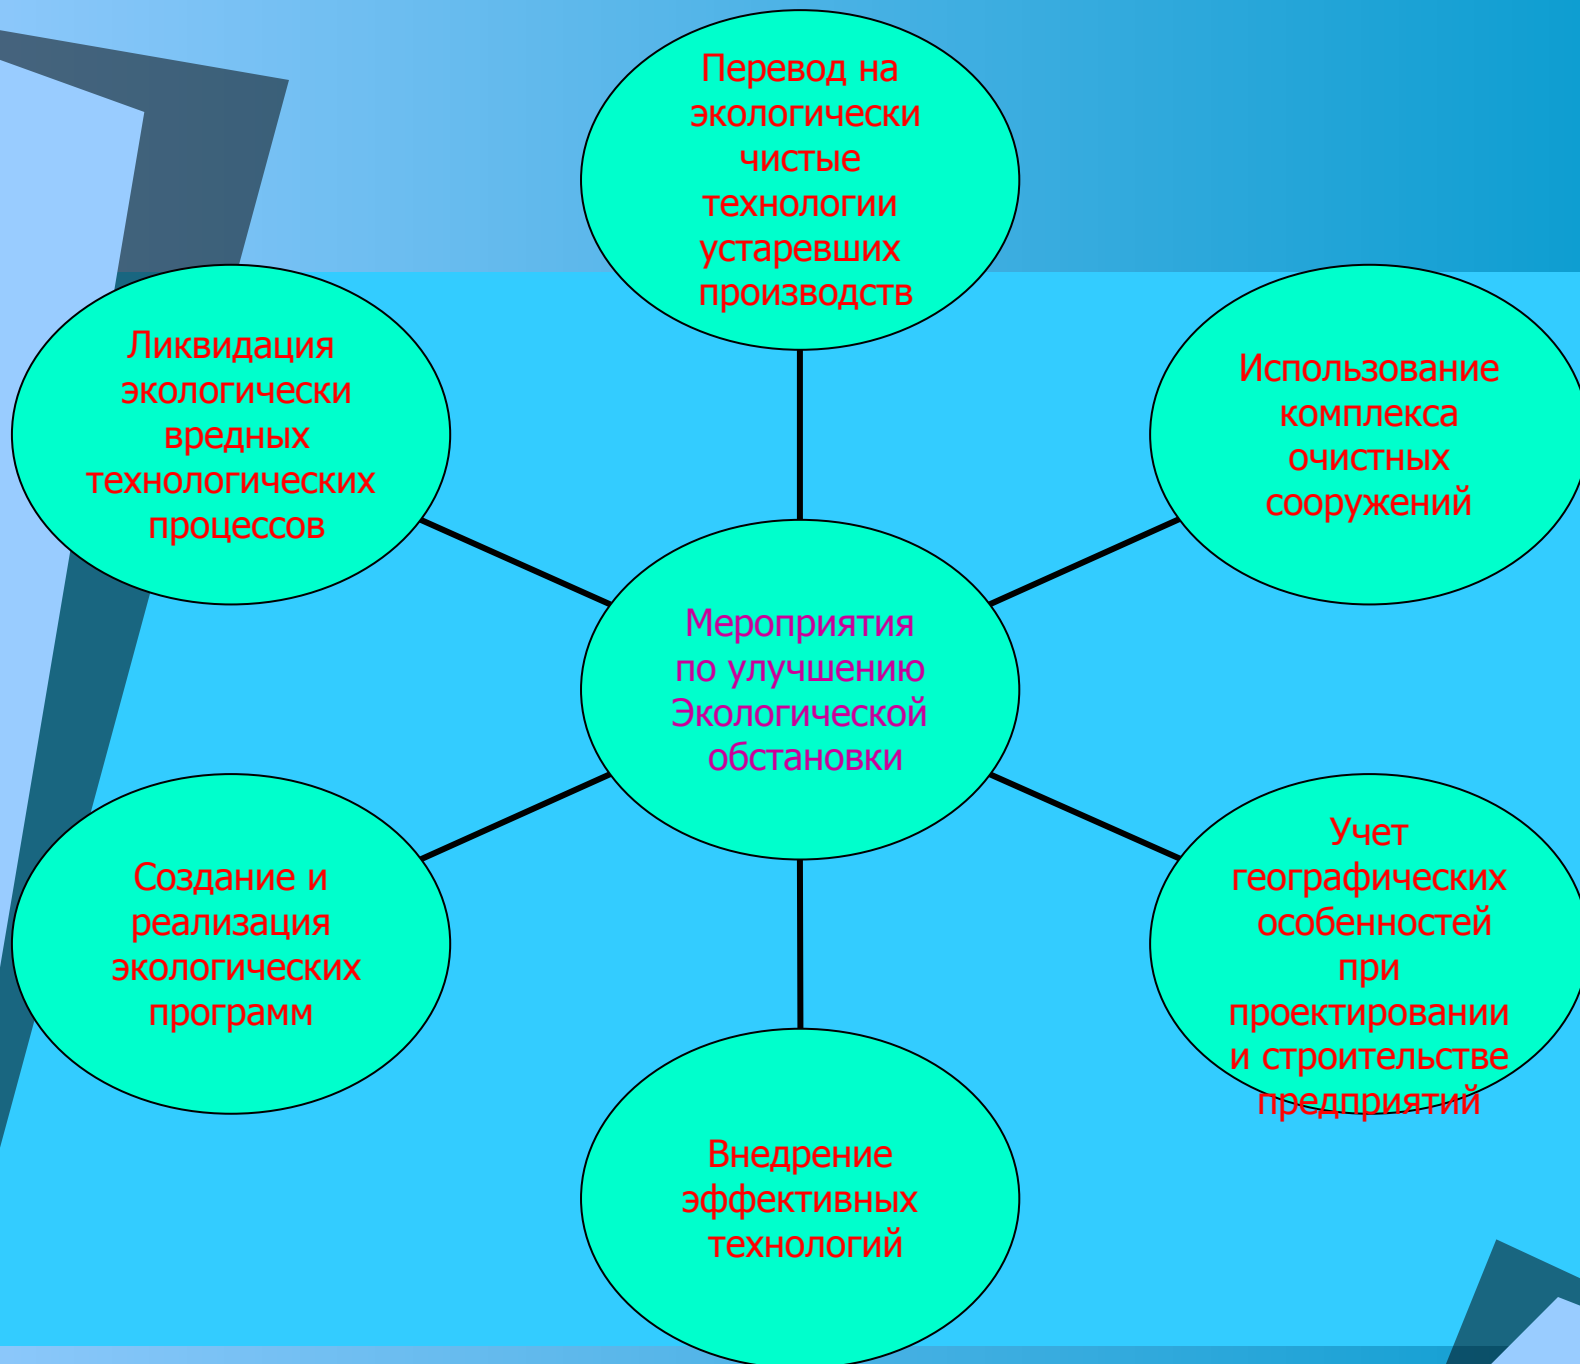 Перевод на
экологически
чистые
технологии
устаревших
производств
Ликвидация
экологически
вредных
технологических
процессов
Использование
комплекса
очистных
сооружений
Мероприятия
по улучшению
Экологической
обстановки
Создание и
реализация
экологических
программ
Учет
географических
особенностей
при
проектировании
и строительстве
предприятий
Внедрение
эффективных
технологий